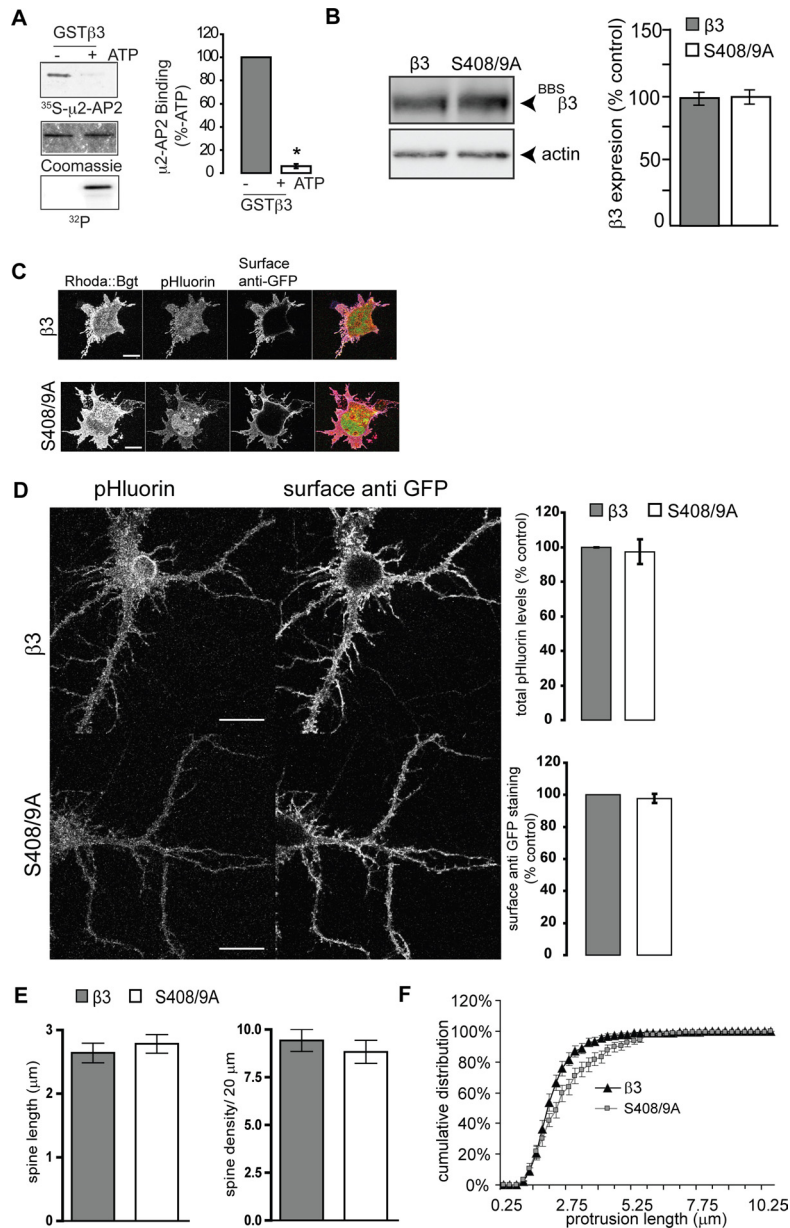 A
GSTβ3
- + ATP
³⁵S-μ2-AP2
Coomassie
³²P
μ2-AP2 Binding
(%-ATP)
120
100
80
60
40
20
0
*
- + ATP
GSTβ3
B
β3 S408/9A
BBS β3
actin
β3
S408/9A
β3 expresion (% control)
150
100
50
0
C
Rhoda::Bgt pHluorin Surface
anti-GFP
β3
S408/9A
D
pHluorin surface anti GFP
β3
S408/9A
β3 S408/9A
total pHluorin levels (% control)
120
100
80
60
40
20
0
surface anti GFP staining
(% control)
120
100
80
60
40
20
0
E
β3 S408/9A
spine length (μm)
3
2
1
0
spine density/ 20 μm
10.0
7.5
5.0
2.5
0.0
F
cumulative distribution
120%
100%
80%
60%
40%
20%
0%
β3
S408/9A
0.25 2.75 5.25 7.75 10.25
protrusion length (μm)